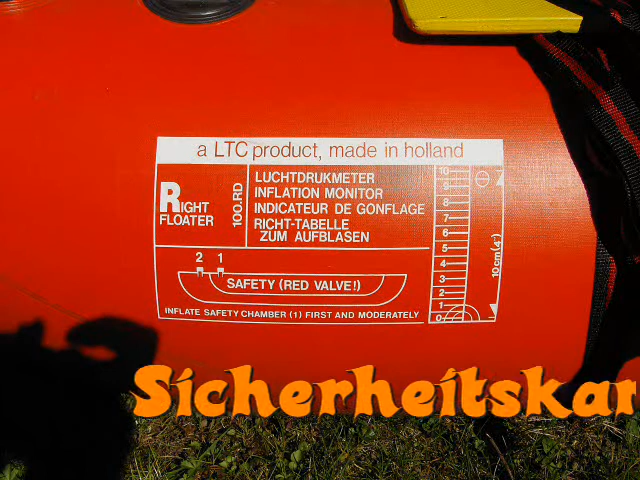 a LTC product, made in holland
RIGHT
FLOATER
100.RD
LUCHTDRUKMETER
INFLATION MONITOR
INDICATEUR DE GONFLAGE
RICHT-TABELLE
ZUM AUFBLASEN
10
9
8
7
6
5
4
3
2
1
0
10cm(4")
2 1
SAFETY (RED VALVE!)
INFLATE SAFETY CHAMBER (1) FIRST AND MODERATELY
Sicherheitskar